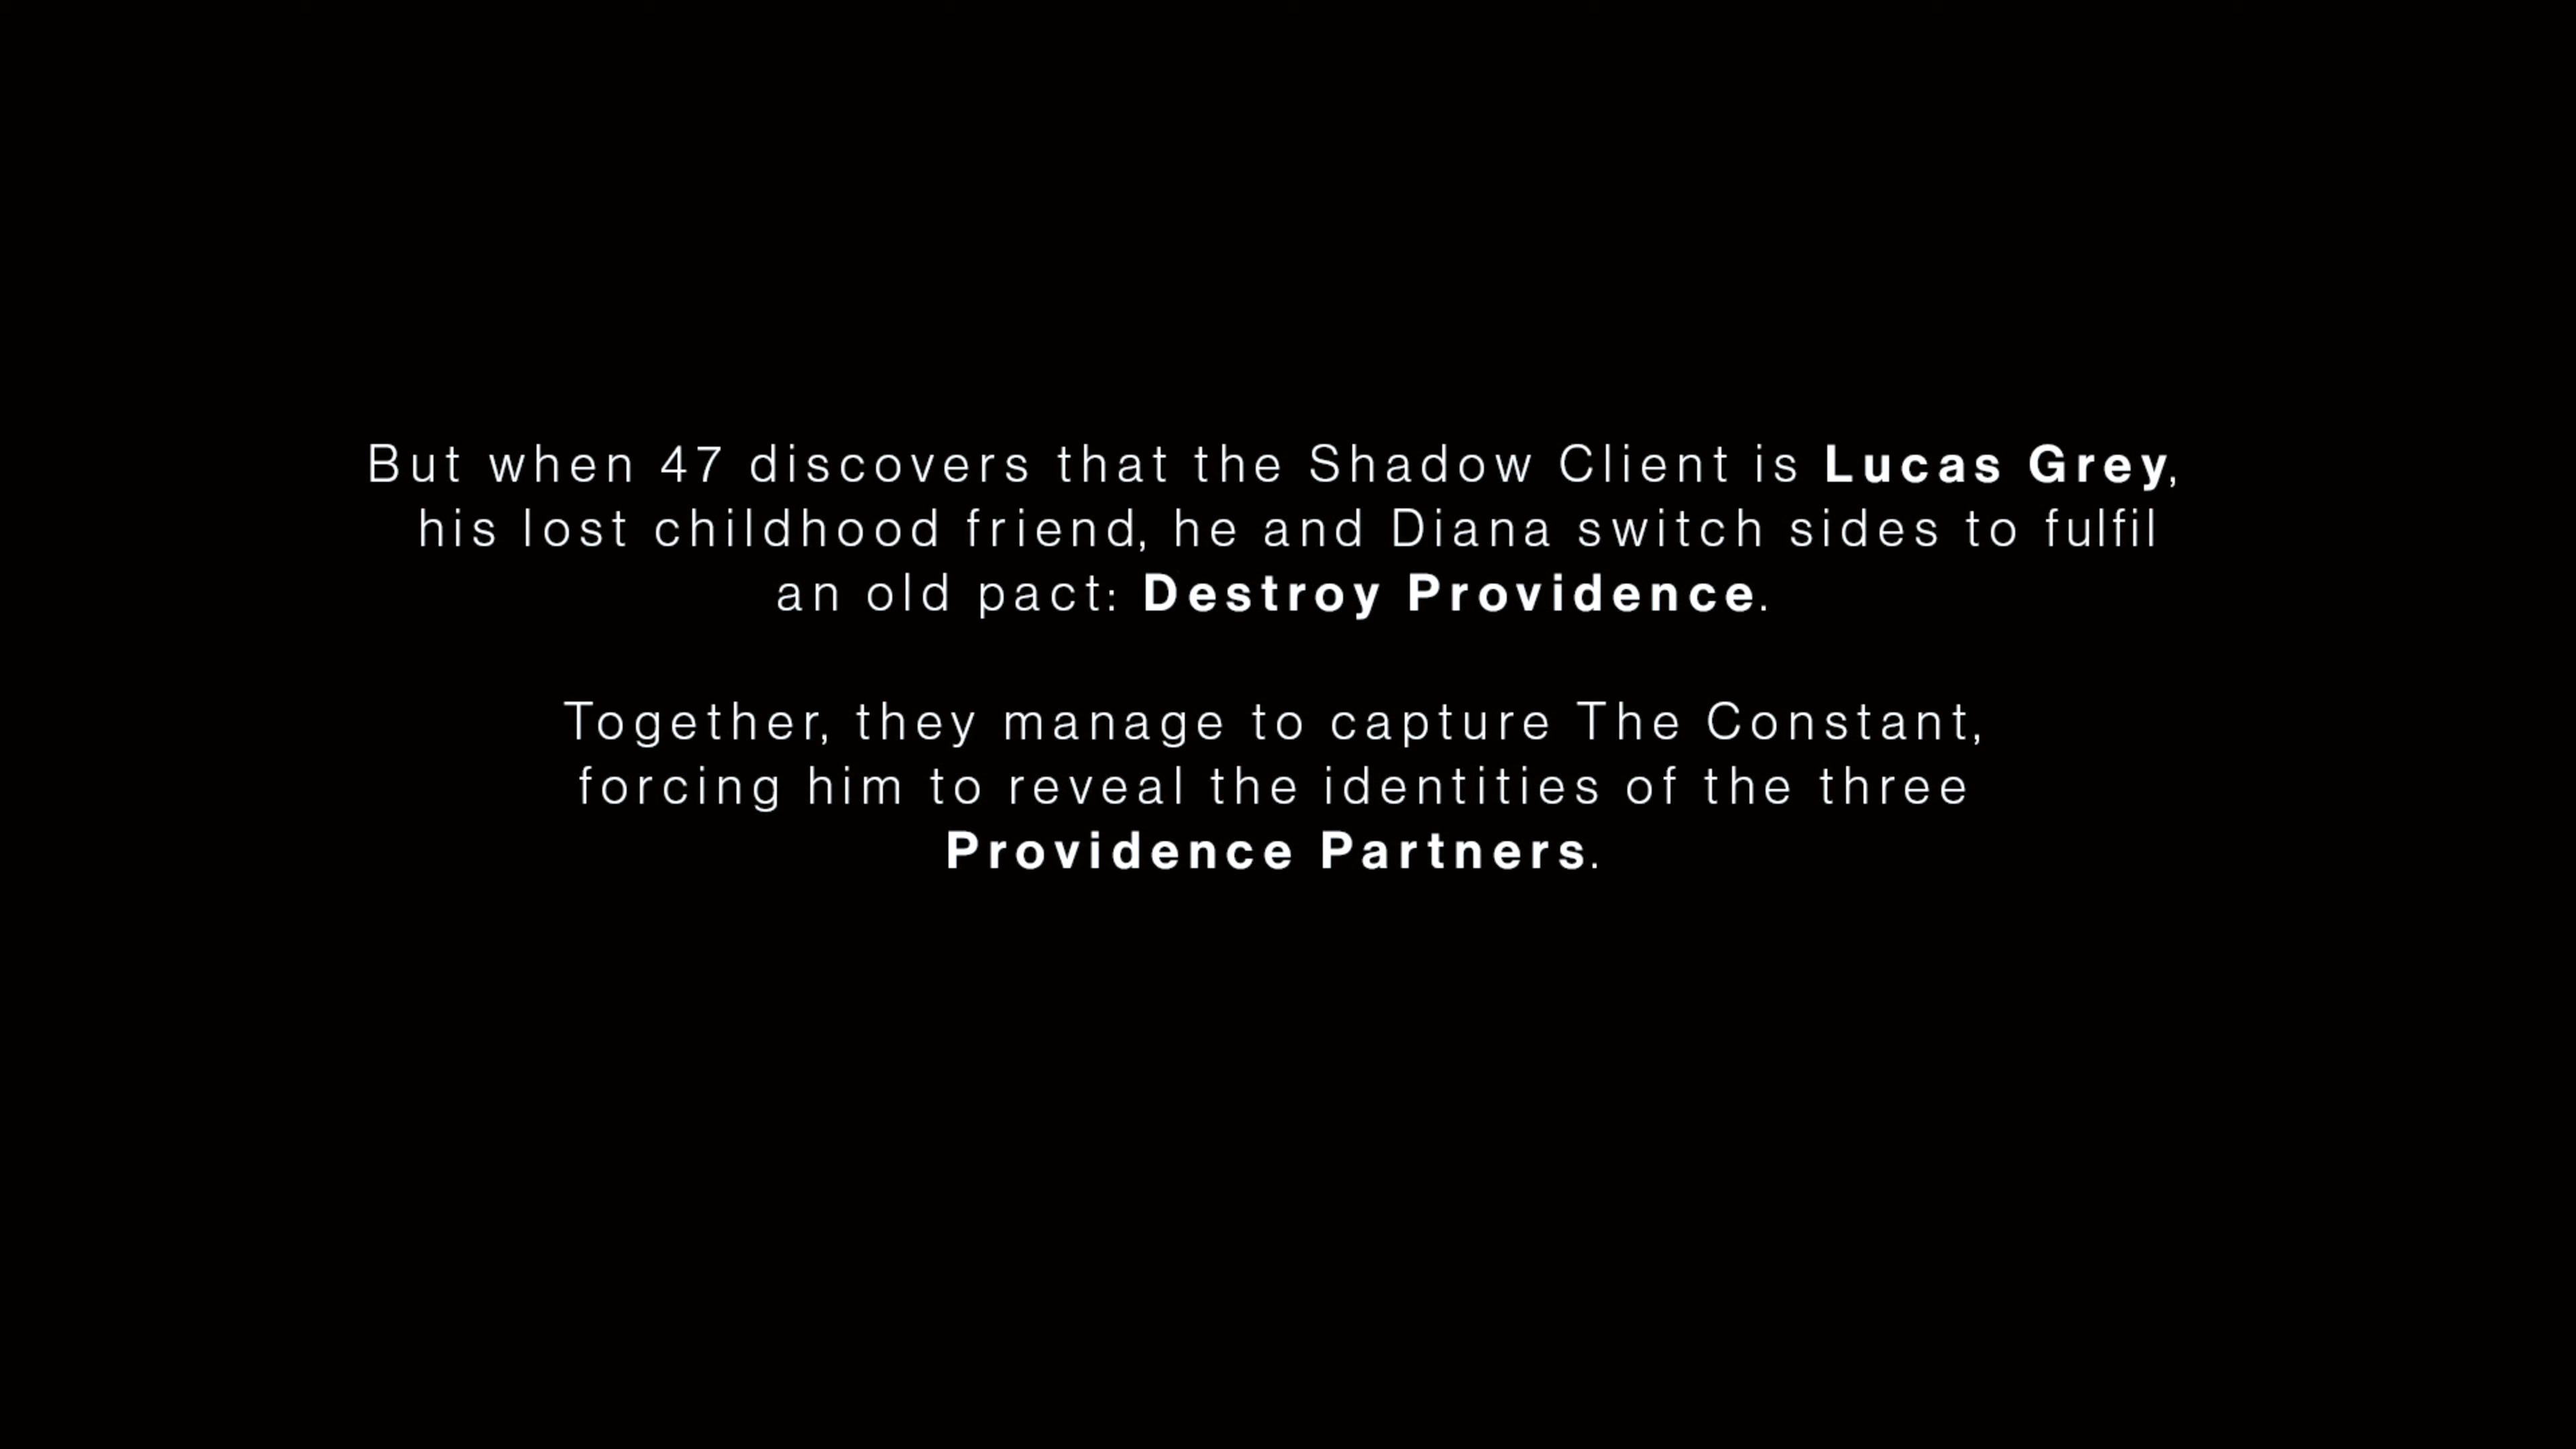 But when 47 discovers that the Shadow Client is Lucas Grey,
his lost childhood friend, he and Diana switch sides to fulfil
an old pact: Destroy Providence.
Together, they manage to capture The Constant,
forcing him to reveal the identities of the three
Providence Partners.